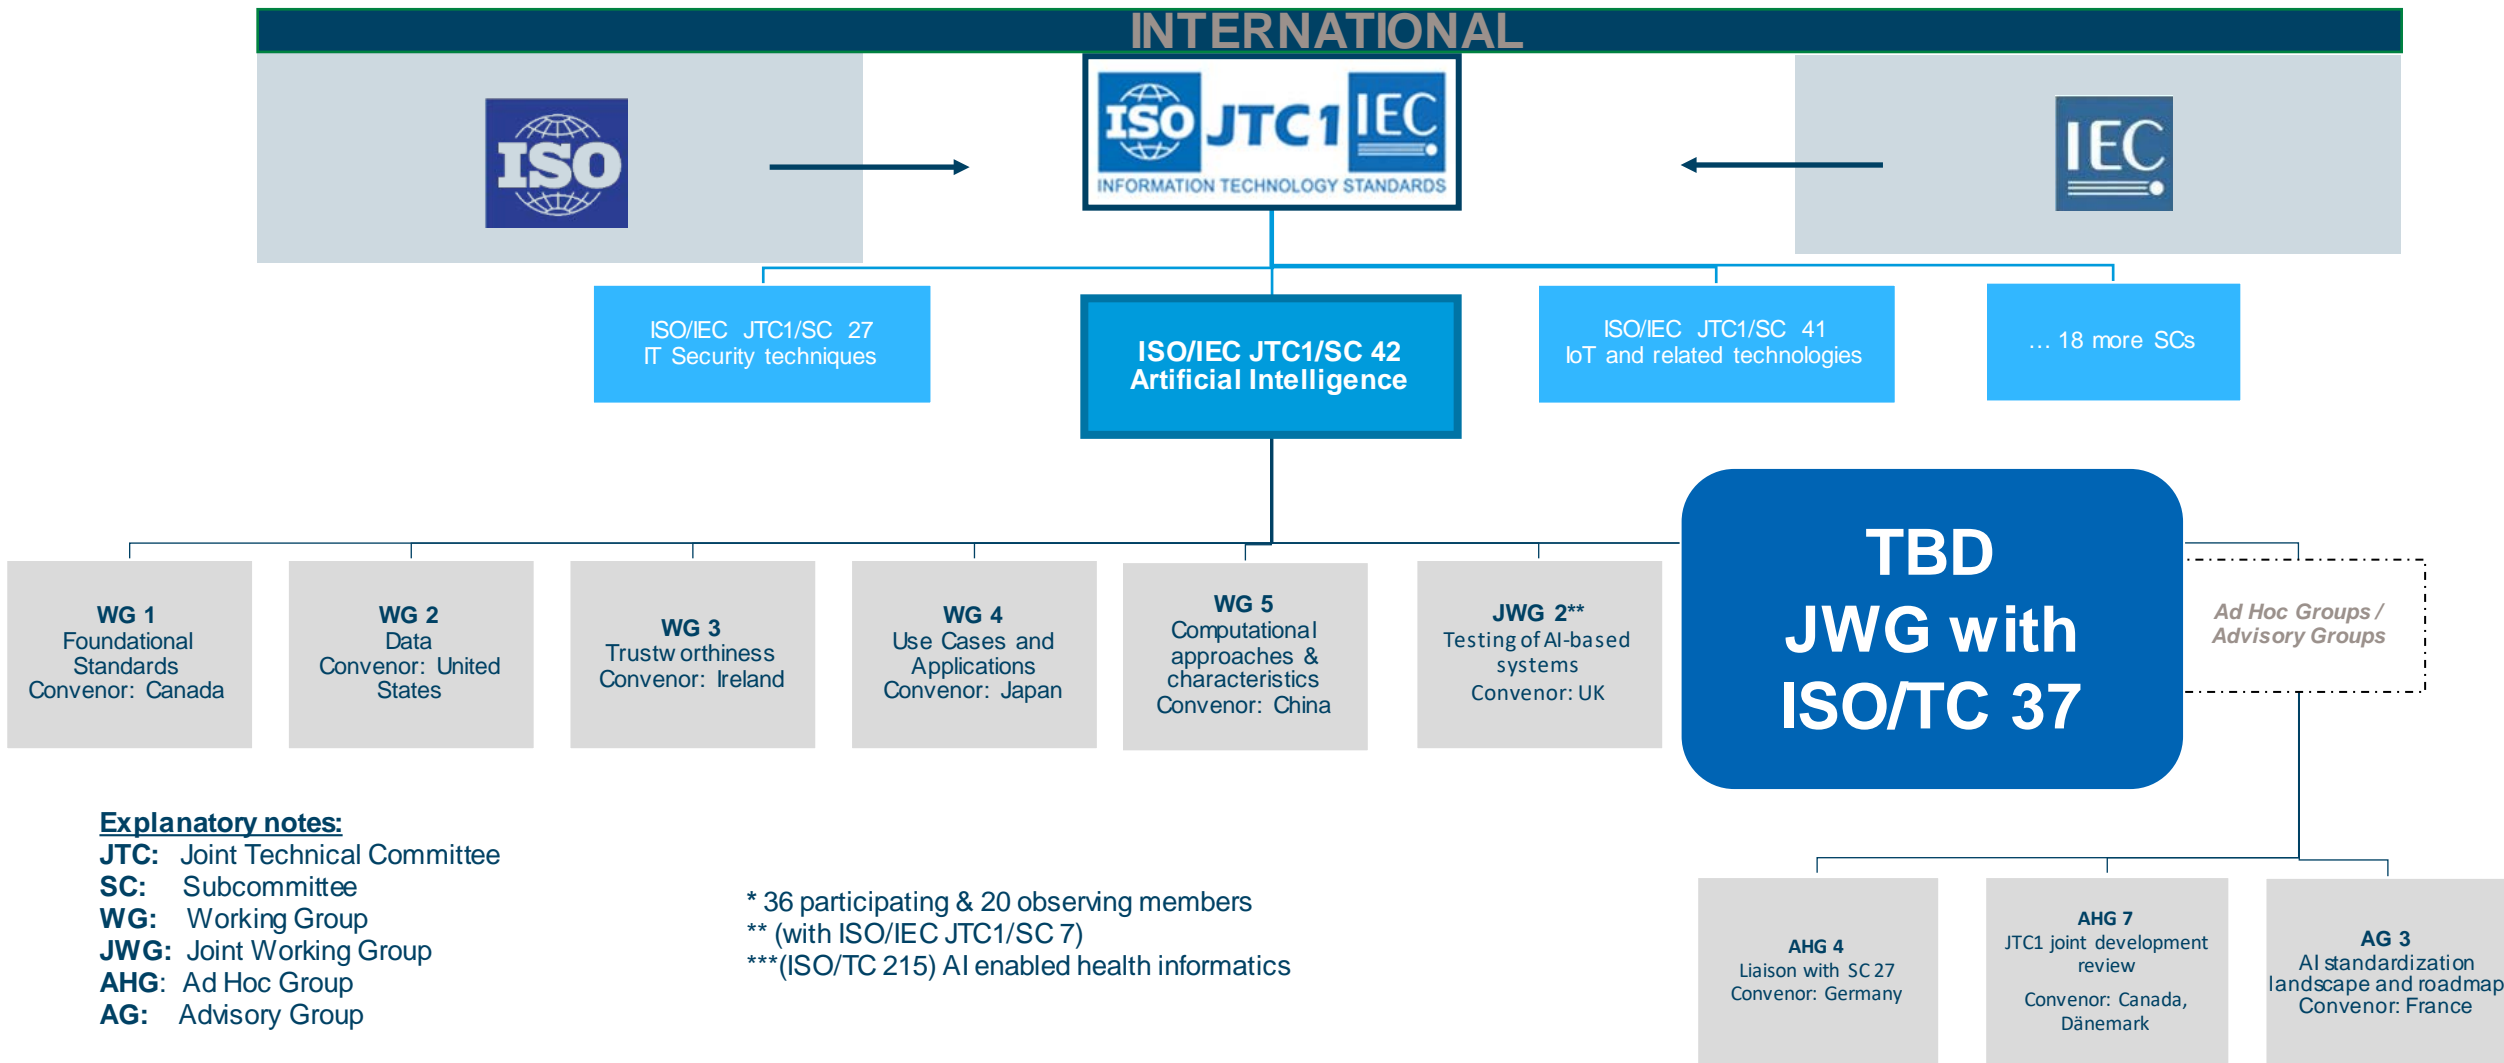 INTERNATIONAL
ISO
ISO JTC1 IEC
INFORMATION TECHNOLOGY STANDARDS
IEC
ISO/IEC JTC1/SC 27
IT Security techniques
ISO/IEC JTC1/SC 42
Artificial Intelligence
ISO/IEC JTC1/SC 41
IoT and related technologies
... 18 more SCs
WG 1
Foundational
Standards
Convenor: Canada
WG 2
Data
Convenor: United
States
WG 3
Trustworthiness
Convenor: Ireland
WG 4
Use Cases and
Applications
Convenor: Japan
WG 5
Computational
approaches &
characteristics
Convenor: China
JWG 2**
Testing of AI-based
systems
Convenor: UK
TBD
JWG with
ISO/TC 37
Ad Hoc Groups /
Advisory Groups
Explanatory notes:
JTC: Joint Technical Committee
SC: Subcommittee
WG: Working Group
JWG: Joint Working Group
AHG: Ad Hoc Group
AG: Advisory Group
* 36 participating & 20 observing members
** (with ISO/IEC JTC1/SC 7)
***(ISO/TC 215) AI enabled health informatics
AHG 4
Liaison with SC 27
Convenor: Germany
AHG 7
JTC1 joint development
review
Convenor: Canada,
Dänemark
AG 3
AI standardization
landscape and roadmap
Convenor: France